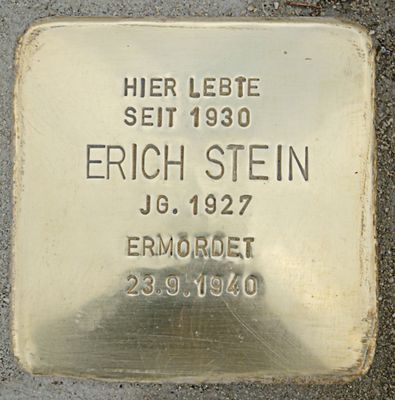 HIER LEBTE
SEIT 1930
ERICH STEIN
JG. 1927
ERMORDET
23.9.1940